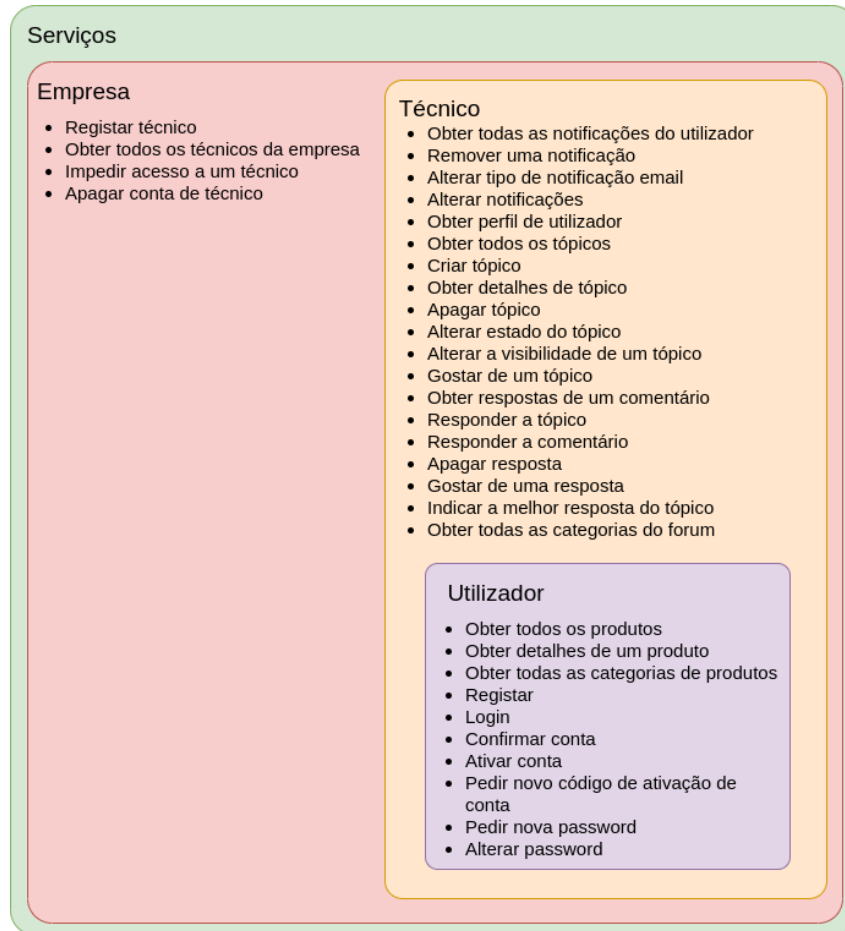 Serviços
Empresa
• Registar técnico
• Obter todos os técnicos da empresa
• Impedir acesso a um técnico
• Apagar conta de técnico
Técnico
• Obter todas as notificações do utilizador
• Remover uma notificação
• Alterar tipo de notificação email
• Alterar notificações
• Obter perfil de utilizador
• Obter todos os tópicos
• Criar tópico
• Obter detalhes de tópico
• Apagar tópico
• Alterar estado do tópico
• Alterar a visibilidade de um tópico
• Gostar de um tópico
• Obter respostas de um comentário
• Responder a tópico
• Responder a comentário
• Apagar resposta
• Gostar de uma resposta
• Indicar a melhor resposta do tópico
• Obter todas as categorias do forum
Utilizador
• Obter todos os produtos
• Obter detalhes de um produto
• Obter todas as categorias de produtos
• Registar
• Login
• Confirmar conta
• Ativar conta
• Pedir novo código de ativação de
conta
• Pedir nova password
• Alterar password